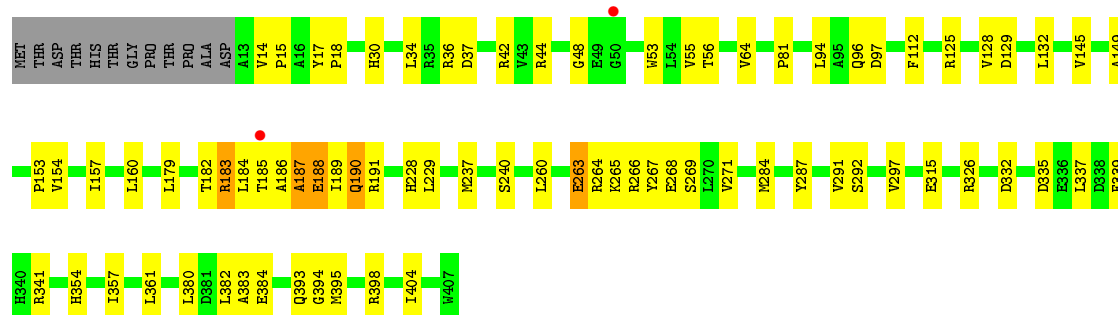 MET THR ASP THR HIS THR GLY PRO THR PRO ALA ASP A13 V14 P15 A16 Y17 P18 H30 L34 R35 R36 D37 R42 V43 R44 G48 E49 G50 W53 L54 V55 T56 V64 P81 L94 A95 Q96 D97 F112 R125 V128 D129 L132 V145 A149
P153 V154 I157 L160 L179 T182 R183 L184 T185 A186 A187 E188 I189 Q190 R191 H228 L229 M237 S240 L260 E263 R264 K265 R266 Y267 E268 S269 L270 V271 M284 Y287 V291 S292 V297 E315 R326 D332 D335 E336 L337 D338
H340 R341 H354 I357 L361 L380 D381 L382 A383 E384 Q393 G394 M395 R398 I404 W407